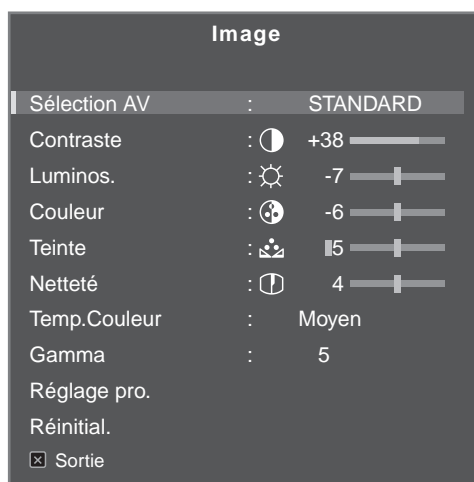 Image
Sélection AV : STANDARD
Contraste : +38
Luminos. : -7
Couleur : -6
Teinte : 5
Netteté : 4
Temp.Couleur : Moyen
Gamma : 5
Réglage pro.
Réinitial.
Sortie